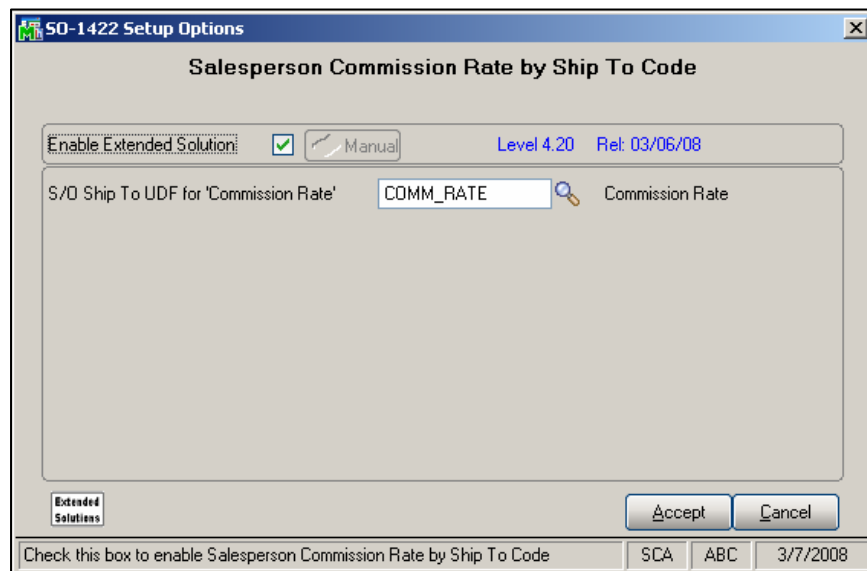 SO-1422 Setup Options
Salesperson Commission Rate by Ship To Code
Enable Extended Solution Manual Level 4.20 Rel: 03/06/08
S/O Ship To UDF for 'Commission Rate' COMM_RATE Commission Rate
Extended
Solutions
Accept Cancel
Check this box to enable Salesperson Commission Rate by Ship To Code SCA ABC 3/7/2008